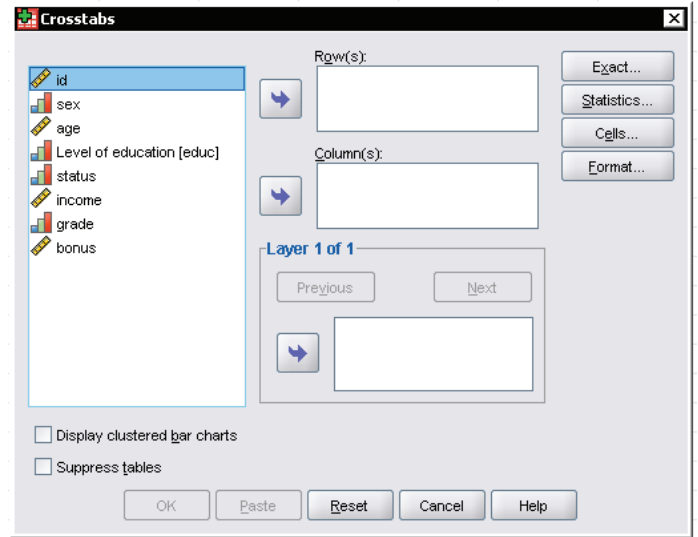 Crosstabs
id
sex
age
Level of education [educ]
status
income
grade
bonus
Row(s):
Column(s):
Layer 1 of 1
Previous
Next
Exact...
Statistics...
Cells...
Format...
Display clustered bar charts
Suppress tables
OK
Paste
Reset
Cancel
Help